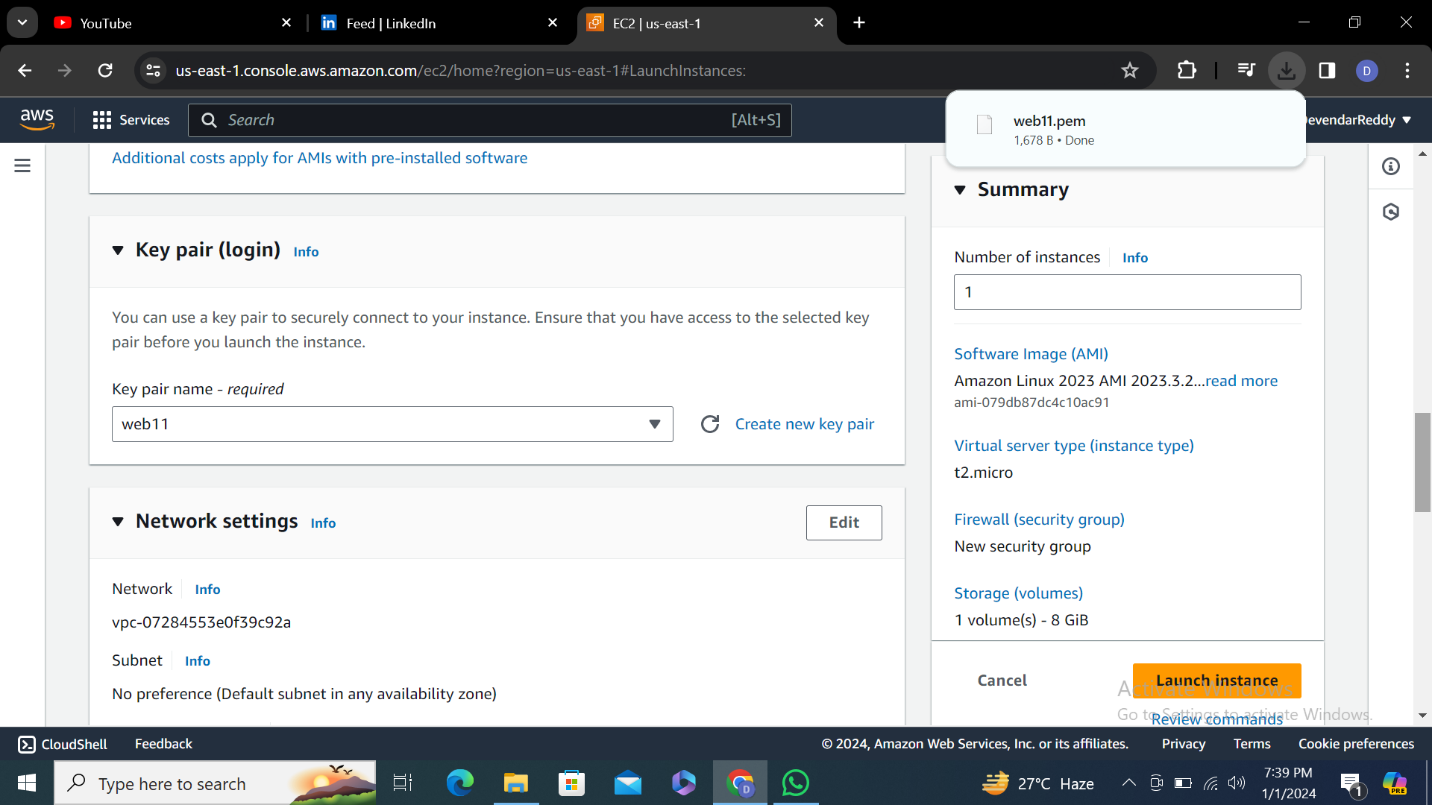 YouTube
Feed | LinkedIn
EC2 | us-east-1
us-east-1.console.aws.amazon.com/ec2/home?region=us-east-1#LaunchInstances:
D
aws
Services
Search
[Alt+S]
evendarReddy
web11.pem
1,678 B • Done
Additional costs apply for AMIs with pre-installed software
Key pair (login) Info
You can use a key pair to securely connect to your instance. Ensure that you have access to the selected key
pair before you launch the instance.
Key pair name - required
web11
Create new key pair
Network settings Info
Edit
Network Info
vpc-07284553e0f39c92a
Subnet Info
No preference (Default subnet in any availability zone)
Summary
Number of instances Info
1
Software Image (AMI)
Amazon Linux 2023 AMI 2023.3.2...read more
ami-079db87dc4c10ac91
Virtual server type (instance type)
t2.micro
Firewall (security group)
New security group
Storage (volumes)
1 volume(s) - 8 GiB
Cancel
Launch instance
Review commands
Activate Windows
Go to Settings to activate Windows.
CloudShell
Feedback
© 2024, Amazon Web Services, Inc. or its affiliates.
Privacy
Terms
Cookie preferences
Type here to search
27°C Haze
7:39 PM
1/1/2024
1
PRE